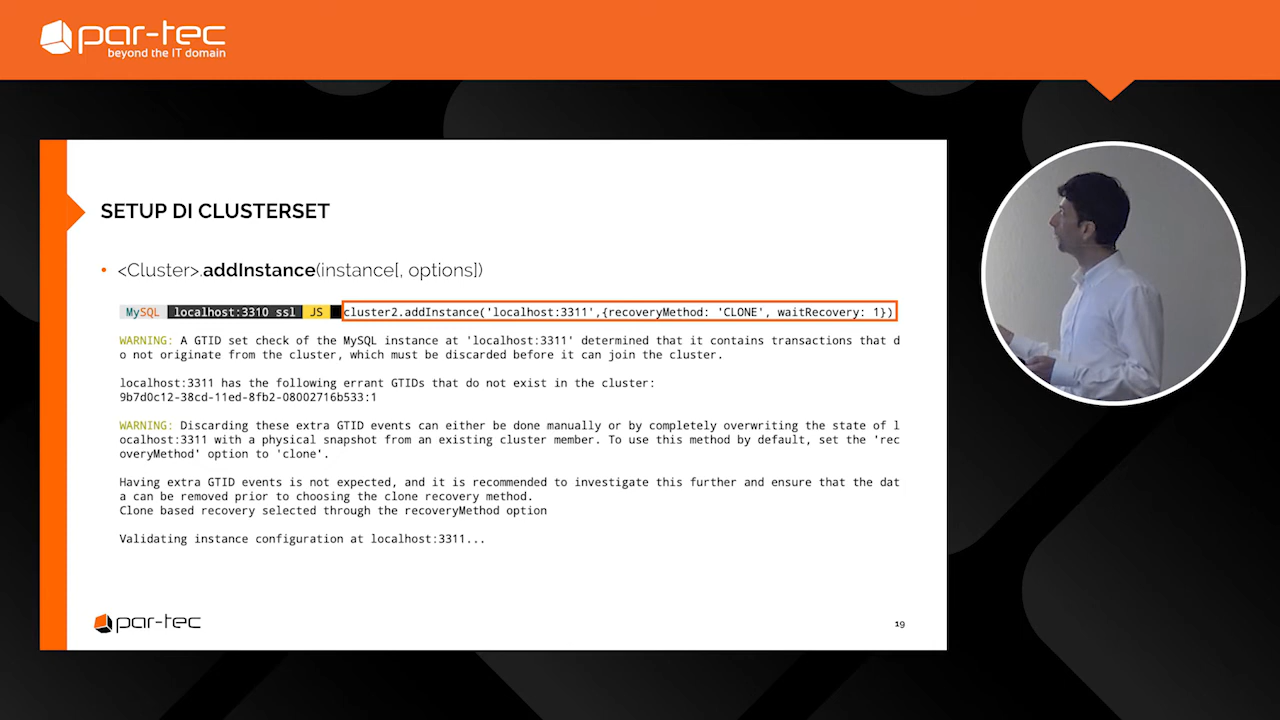 par-tec
beyond the IT domain
SETUP DI CLUSTERSET
• <Cluster>.addInstance(instance[, options])
MySQL localhost:3310 ssl JS cluster2.addInstance('localhost:3311',{recoveryMethod: 'CLONE', waitRecovery: 1})
WARNING: A GTID set check of the MySQL instance at 'localhost:3311' determined that it contains transactions that d
o not originate from the cluster, which must be discarded before it can join the cluster.
localhost:3311 has the following errant GTIDs that do not exist in the cluster:
9b7d0c12-38cd-11ed-8fb2-08002716b533:1
WARNING: Discarding these extra GTID events can either be done manually or by completely overwriting the state of l
ocalhost:3311 with a physical snapshot from an existing cluster member. To use this method by default, set the 'rec
overyMethod' option to 'clone'.
Having extra GTID events is not expected, and it is recommended to investigate this further and ensure that the dat
a can be removed prior to choosing the clone recovery method.
Clone based recovery selected through the recoveryMethod option
Validating instance configuration at localhost:3311...
par-tec
19